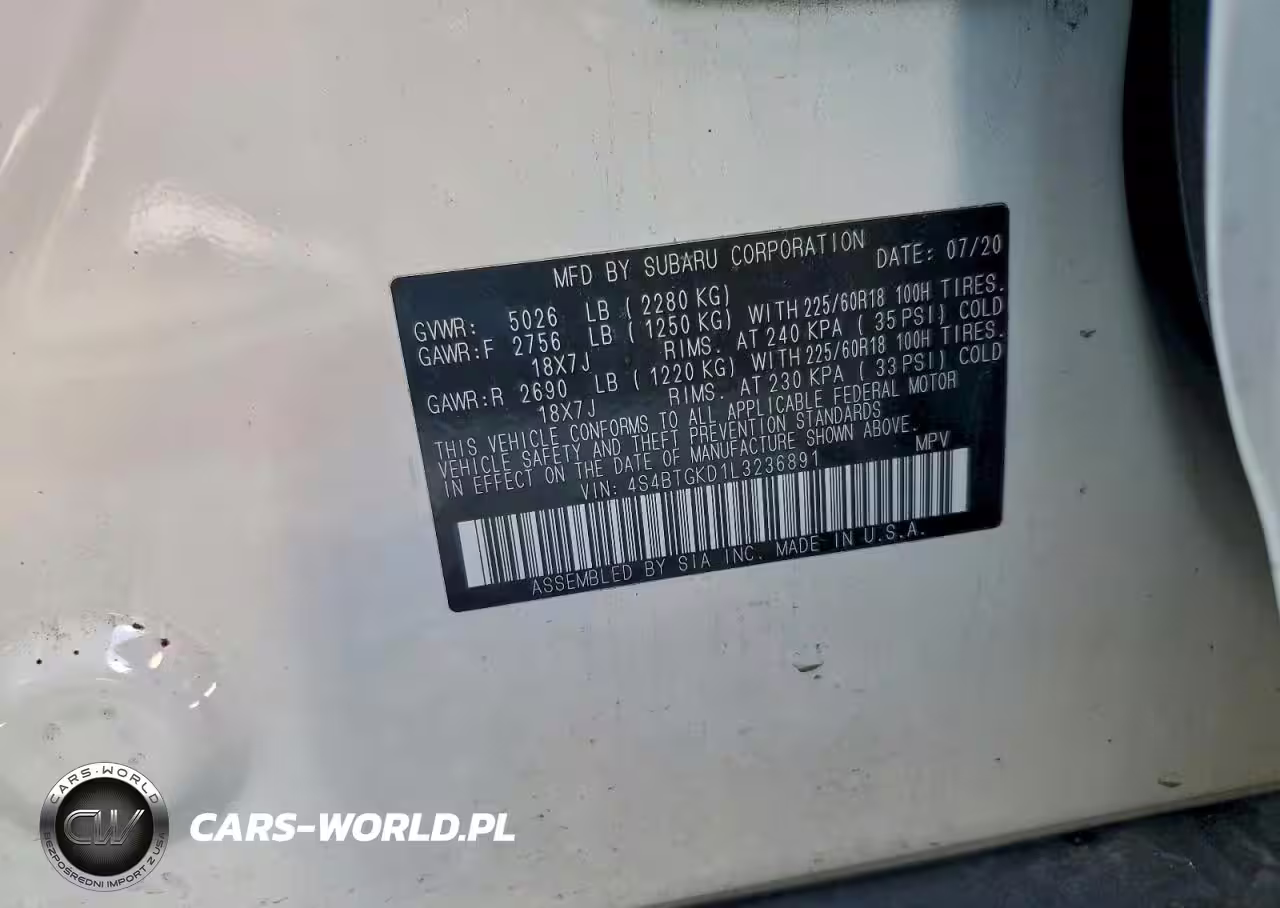 MFD BY SUBARU CORPORATION DATE: 07/20
GVWR: 5026 LB ( 2280 KG)
GAWR:F 2756 LB ( 1250 KG) WITH 225/60R18 100H TIRES.
18X7J RIMS. AT 240 KPA ( 35 PSI) COLD
GAWR:R 2690 LB ( 1220 KG) WITH 225/60R18 100H TIRES.
18X7J RIMS. AT 230 KPA ( 33 PSI) COLD
THIS VEHICLE CONFORMS TO ALL APPLICABLE FEDERAL MOTOR
VEHICLE SAFETY AND THEFT PREVENTION STANDARDS
IN EFFECT ON THE DATE OF MANUFACTURE SHOWN ABOVE.
VIN: 4S4BTGKD1L3236891 MPV
ASSEMBLED BY SIA INC. MADE IN U.S.A.
CARS-WORLD
CW
BEZPOŚREDNI IMPORT Z USA
CARS-WORLD.PL